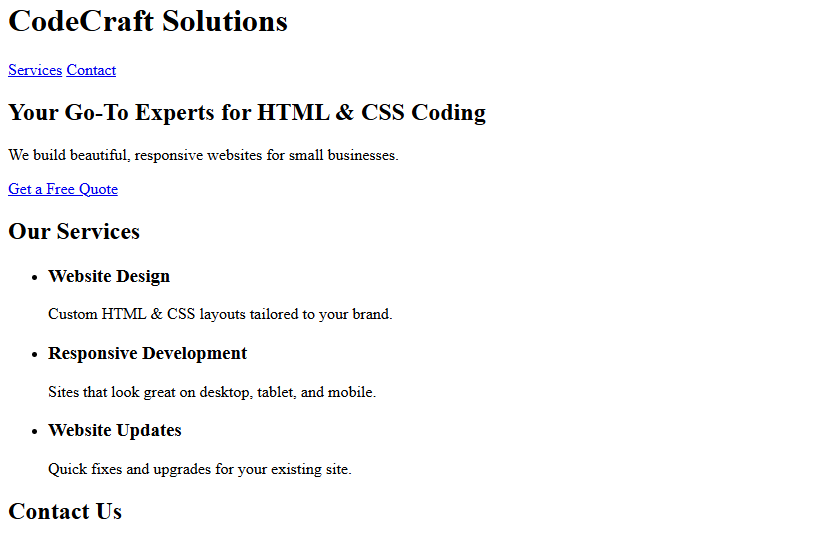 CodeCraft Solutions
Services Contact
Your Go-To Experts for HTML & CSS Coding
We build beautiful, responsive websites for small businesses.
Get a Free Quote
Our Services
Website Design
Custom HTML & CSS layouts tailored to your brand.
Responsive Development
Sites that look great on desktop, tablet, and mobile.
Website Updates
Quick fixes and upgrades for your existing site.
Contact Us